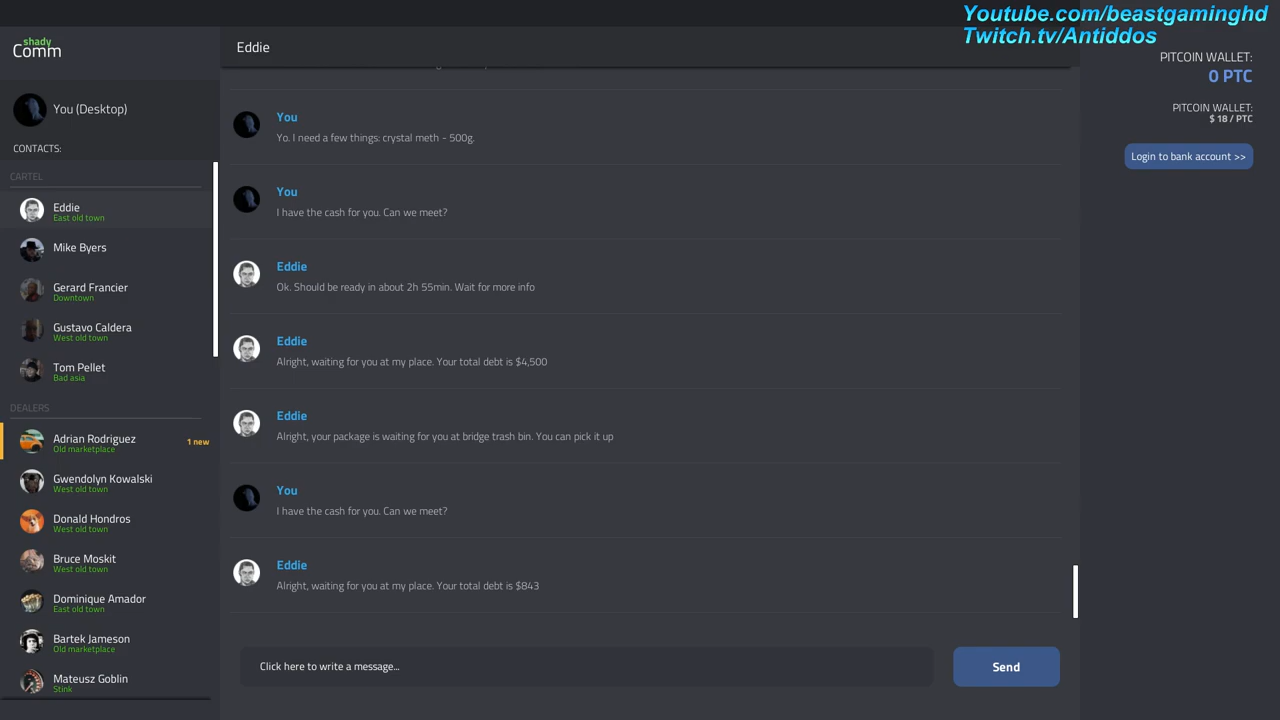 Youtube.com/beastgaminghd
Twitch.tv/Antiddos
shady
Comm
You (Desktop)
CONTACTS:
CARTEL
Eddie
East old town
Mike Byers
Gerard Francier
Downtown
Gustavo Caldera
West old town
Tom Pellet
Bad asia
DEALERS
Adrian Rodriguez
Old marketplace
1 new
Gwendolyn Kowalski
West old town
Donald Hondros
West old town
Bruce Moskit
West old town
Dominique Amador
East old town
Bartek Jameson
Old marketplace
Mateusz Goblin
Stink
Eddie
You
Yo. I need a few things: crystal meth - 500g.
You
I have the cash for you. Can we meet?
Eddie
Ok. Should be ready in about 2h 55min. Wait for more info
Eddie
Alright, waiting for you at my place. Your total debt is $4,500
Eddie
Alright, your package is waiting for you at bridge trash bin. You can pick it up
You
I have the cash for you. Can we meet?
Eddie
Alright, waiting for you at my place. Your total debt is $843
Click here to write a message...
Send
PITCOIN WALLET:
0 PTC
PITCOIN WALLET:
$ 18 / PTC
Login to bank account >>